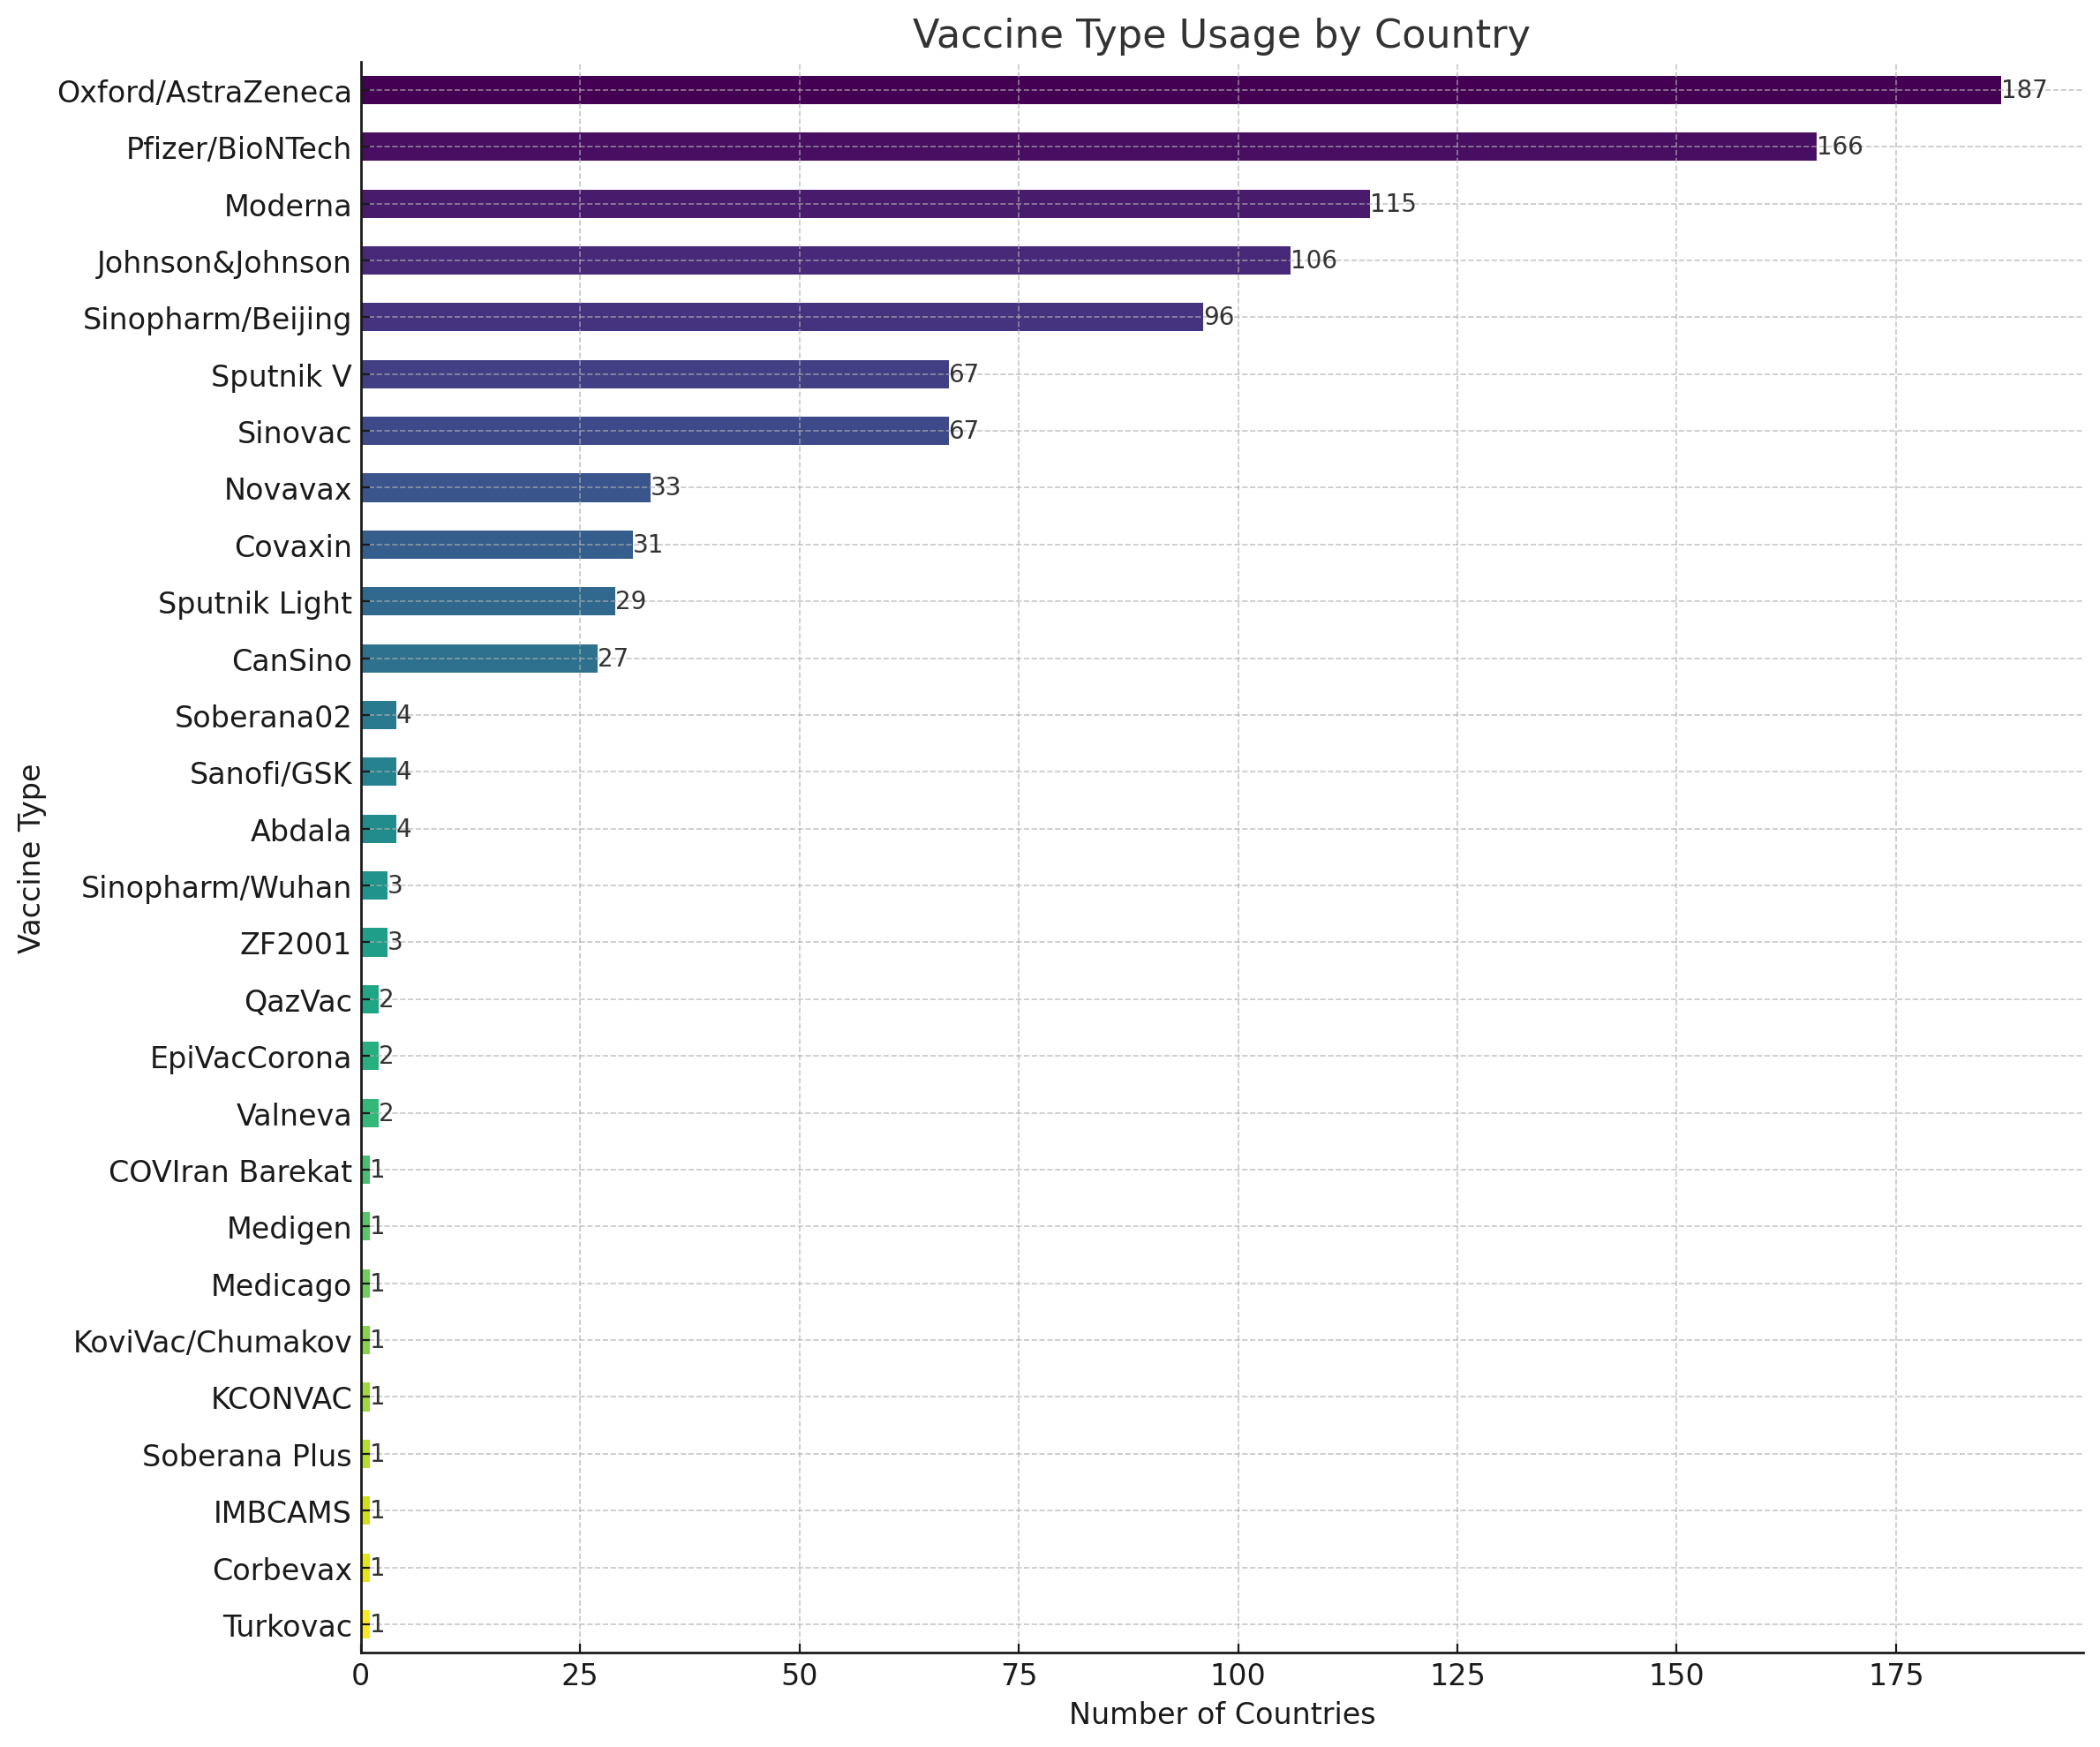 Vaccine Type Usage by Country
Oxford/AstraZeneca 187
Pfizer/BioNTech 166
Moderna 115
Johnson&Johnson 106
Sinopharm/Beijing 96
Sputnik V 67
Sinovac 67
Novavax 33
Covaxin 31
Sputnik Light 29
CanSino 27
Soberana02 4
Sanofi/GSK 4
Abdala 4
Sinopharm/Wuhan 3
ZF2001 3
QazVac 2
EpiVacCorona 2
Valneva 2
COVIran Barekat 1
Medigen 1
Medicago 1
KoviVac/Chumakov 1
KCONVAC 1
Soberana Plus 1
IMBCAMS 1
Corbevax 1
Turkovac 1
Vaccine Type
0 25 50 75 100 125 150 175
Number of Countries